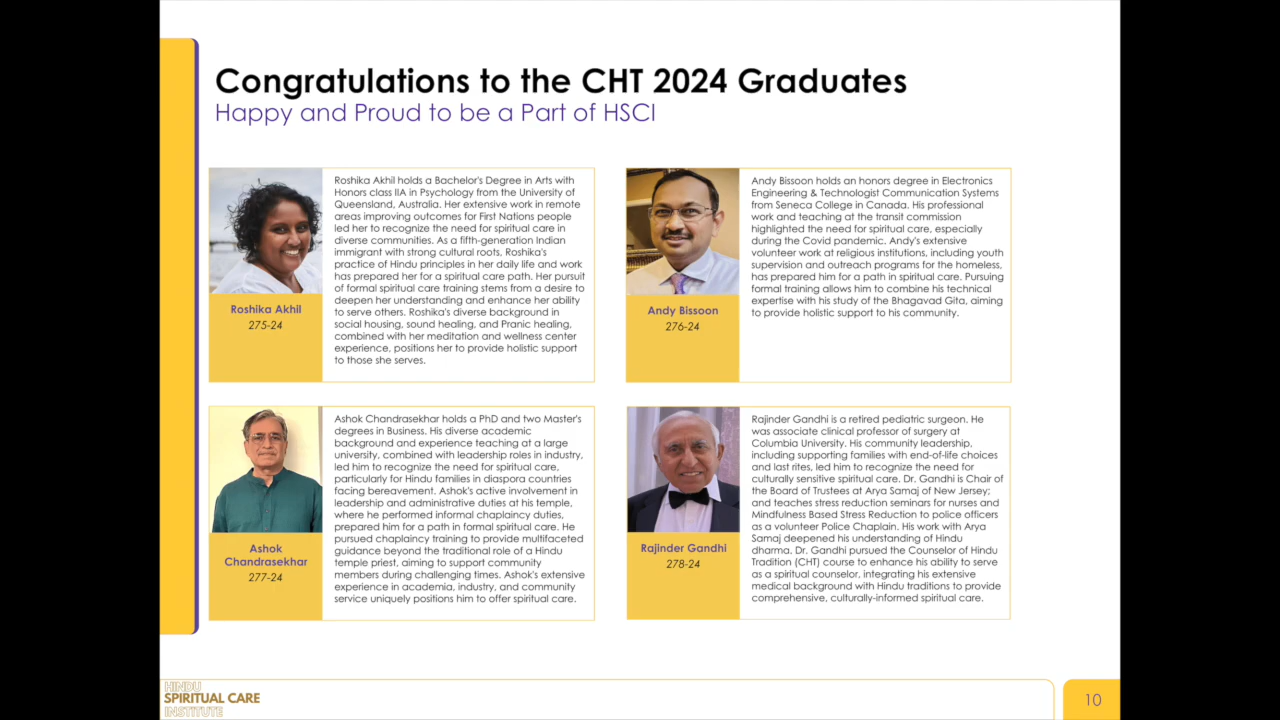 Congratulations to the CHT 2024 Graduates
Happy and Proud to be a Part of HSCI
Roshika Akhil holds a Bachelor's Degree in Arts with
Honors class IIA in Psychology from the University of
Queensland, Australia. Her extensive work in remote
areas improving outcomes for First Nations people
led her to recognize the need for spiritual care in
diverse communities. As a fifth-generation Indian
immigrant with strong cultural roots, Roshika's
practice of Hindu principles in her daily life and work
has prepared her for a spiritual care path. Her pursuit
of formal spiritual care training stems from a desire to
deepen her understanding and enhance her ability
to serve others. Roshika's diverse background in
social housing, sound healing, and Pranic healing,
combined with her meditation and wellness center
experience, positions her to provide holistic support
to those she serves.
Roshika Akhil
275-24
Andy Bissoon holds an honors degree in Electronics
Engineering & Technologist Communication Systems
from Seneca College in Canada. His professional
work and teaching at the transit commission
highlighted the need for spiritual care, especially
during the Covid pandemic. Andy's extensive
volunteer work at religious institutions, including youth
supervision and outreach programs for the homeless,
has prepared him for a path in spiritual care. Pursuing
formal training allows him to combine his technical
expertise with his study of the Bhagavad Gita, aiming
to provide holistic support to his community.
Andy Bissoon
276-24
Ashok Chandrasekhar holds a PhD and two Master's
degrees in Business. His diverse academic
background and experience teaching at a large
university, combined with leadership roles in industry,
led him to recognize the need for spiritual care,
particularly for Hindu families in diaspora countries
facing bereavement. Ashok's active involvement in
leadership and administrative duties at his temple,
where he performed informal chaplaincy duties,
prepared him for a path in formal spiritual care. He
pursued chaplaincy training to provide multifaceted
guidance beyond the traditional role of a Hindu
temple priest, aiming to support community
members during challenging times. Ashok's extensive
experience in academia, industry, and community
service uniquely positions him to offer spiritual care.
Ashok
Chandrasekhar
277-24
Rajinder Gandhi is a retired pediatric surgeon. He
was associate clinical professor of surgery at
Columbia University. His community leadership,
including supporting families with end-of-life choices
and last rites, led him to recognize the need for
culturally sensitive spiritual care. Dr. Gandhi is Chair of
the Board of Trustees at Arya Samaj of New Jersey;
and teaches stress reduction seminars for nurses and
Mindfulness Based Stress Reduction to police officers
as a volunteer Police Chaplain. His work with Arya
Samaj deepened his understanding of Hindu
dharma. Dr. Gandhi pursued the Counselor of Hindu
Tradition (CHT) course to enhance his ability to serve
as a spiritual counselor, integrating his extensive
medical background with Hindu traditions to provide
comprehensive, culturally-informed spiritual care.
Rajinder Gandhi
278-24
HINDU
SPIRITUAL CARE
INSTITUTE
10